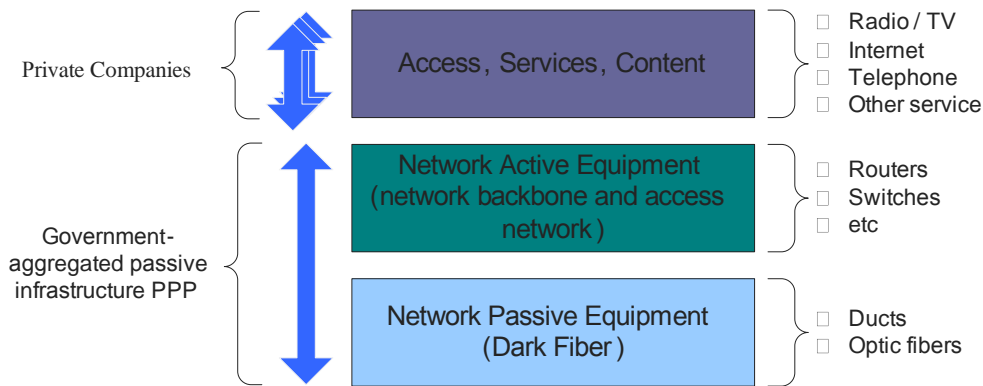 Private Companies
Access, Services, Content
Radio / TV
Internet
Telephone
Other service
Government-
aggregated passive
infrastructure PPP
Network Active Equipment
(network backbone and access
network)
Routers
Switches
etc
Network Passive Equipment
(Dark Fiber)
Ducts
Optic fibers